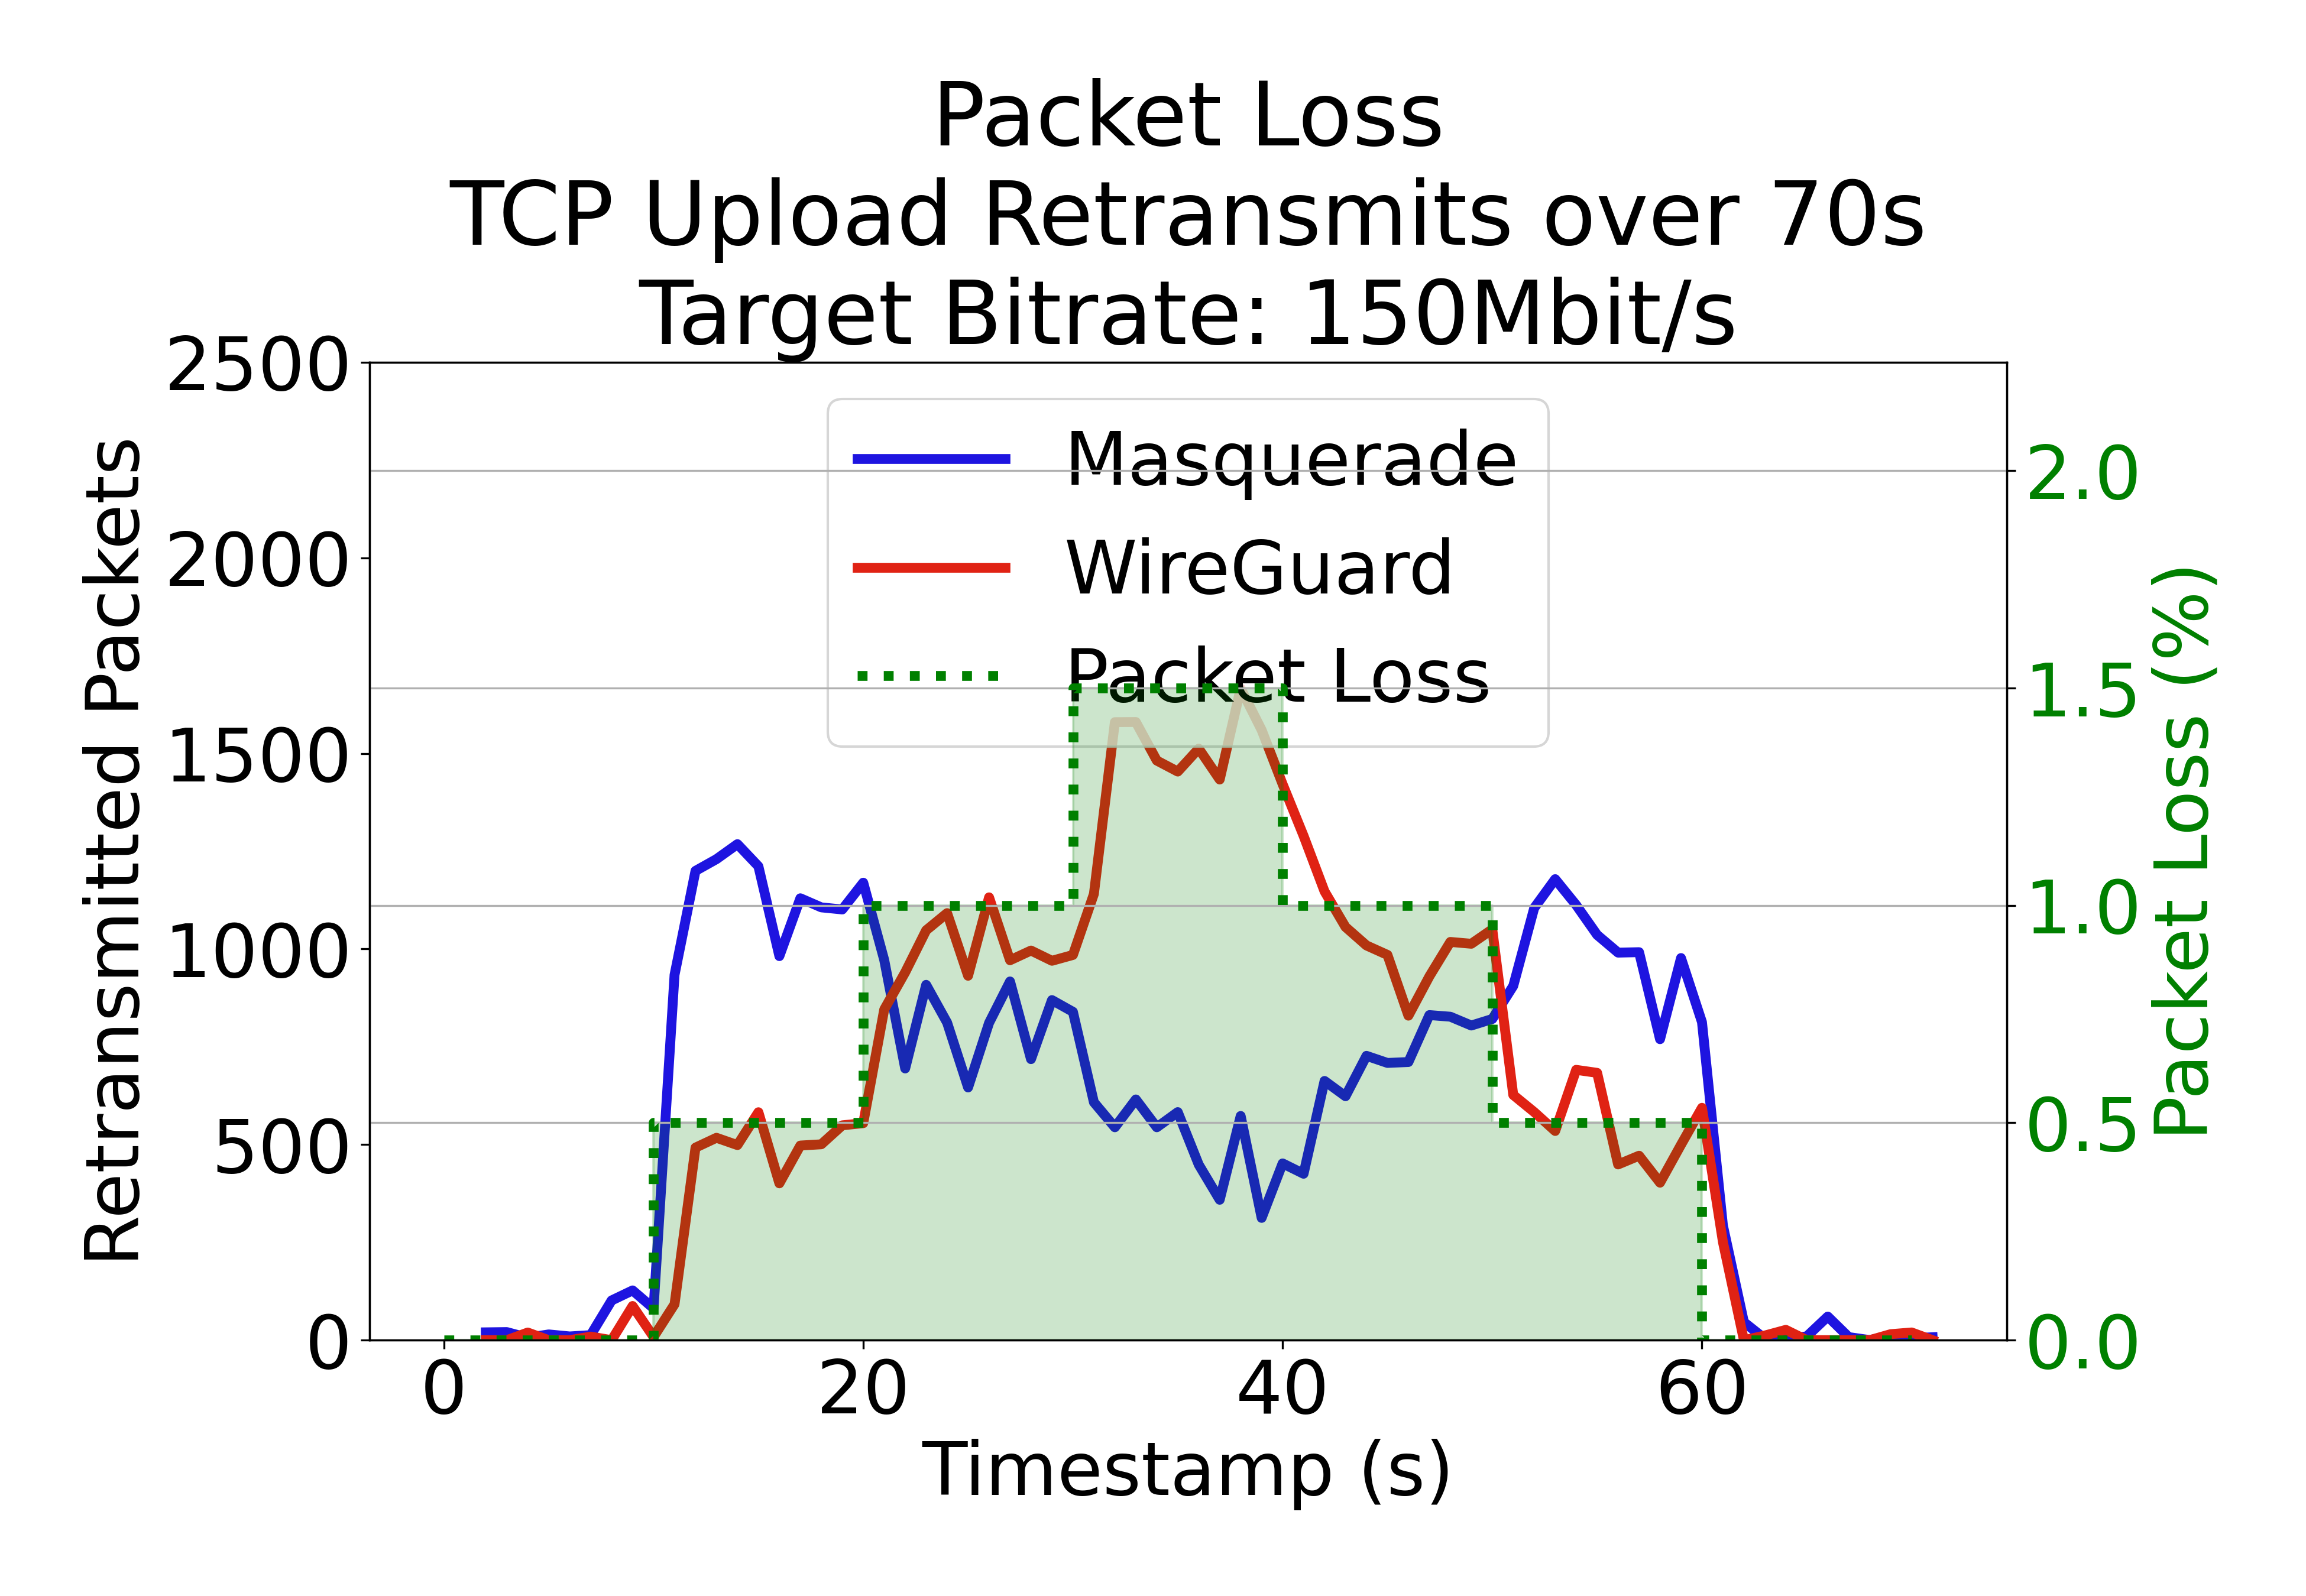 Packet Loss
TCP Upload Retransmits over 70s
Target Bitrate: 150Mbit/s
Retransmitted Packets
2500
2000
1500
1000
500
0
Masquerade
WireGuard
Packet Loss
2.0
1.5
1.0
0.5
0.0
Packet Loss (%)
0 20 40 60
Timestamp (s)